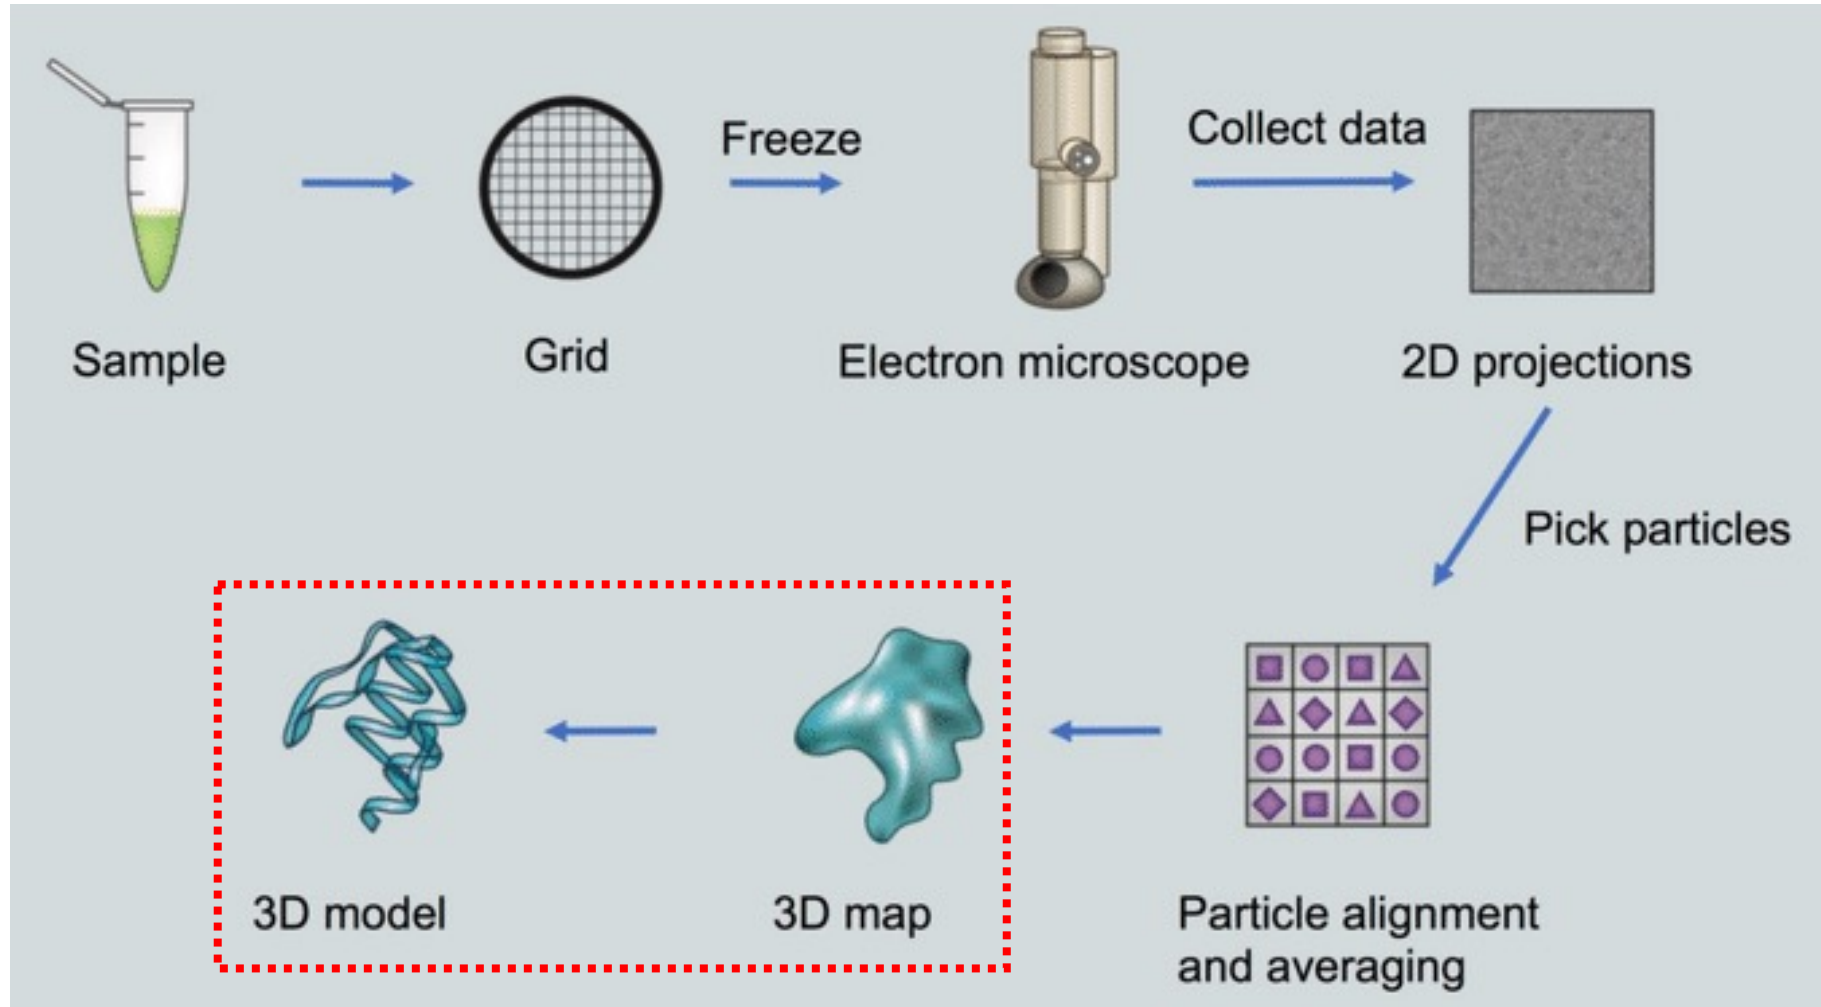 Freeze
Collect data
Sample
Grid
Electron microscope
2D projections
Pick particles
3D model
3D map
Particle alignment
and averaging